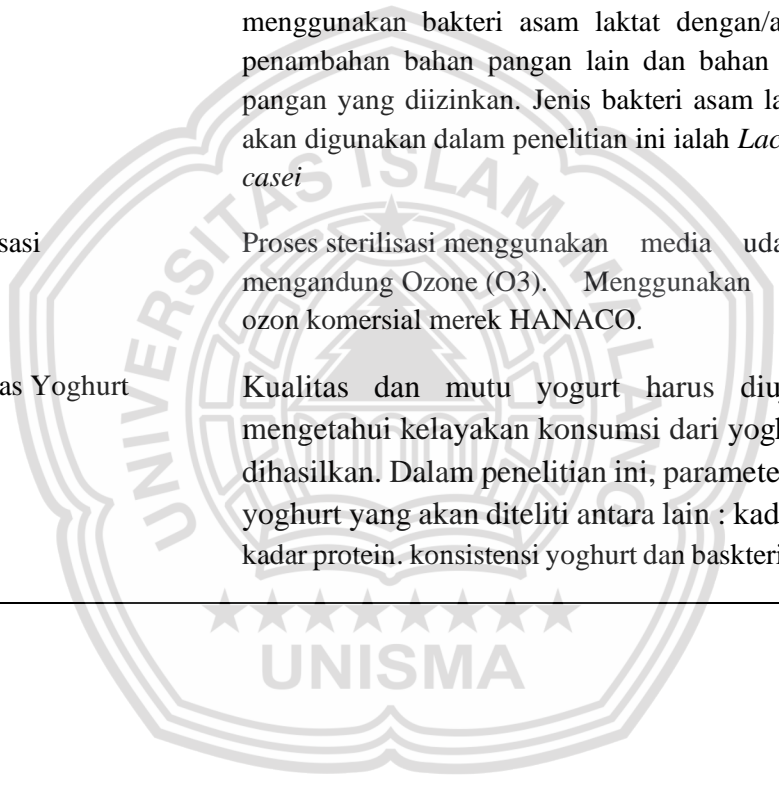 menggunakan bakteri asam laktat dengan/a
penambahan bahan pangan lain dan bahan
pangan yang diizinkan. Jenis bakteri asam la
akan digunakan dalam penelitian ini ialah Lac
casei
sasi Proses sterilisasi menggunakan media uda
mengandung Ozone (O3). Menggunakan
ozon komersial merek HANACO.
as Yoghurt Kualitas dan mutu yogurt harus diu
mengetahui kelayakan konsumsi dari yogh
dihasilkan. Dalam penelitian ini, paramete
yoghurt yang akan diteliti antara lain : kad
kadar protein. konsistensi yoghurt dan baskteri
UNIVERSITAS ISLAM MALANG
UNISMA